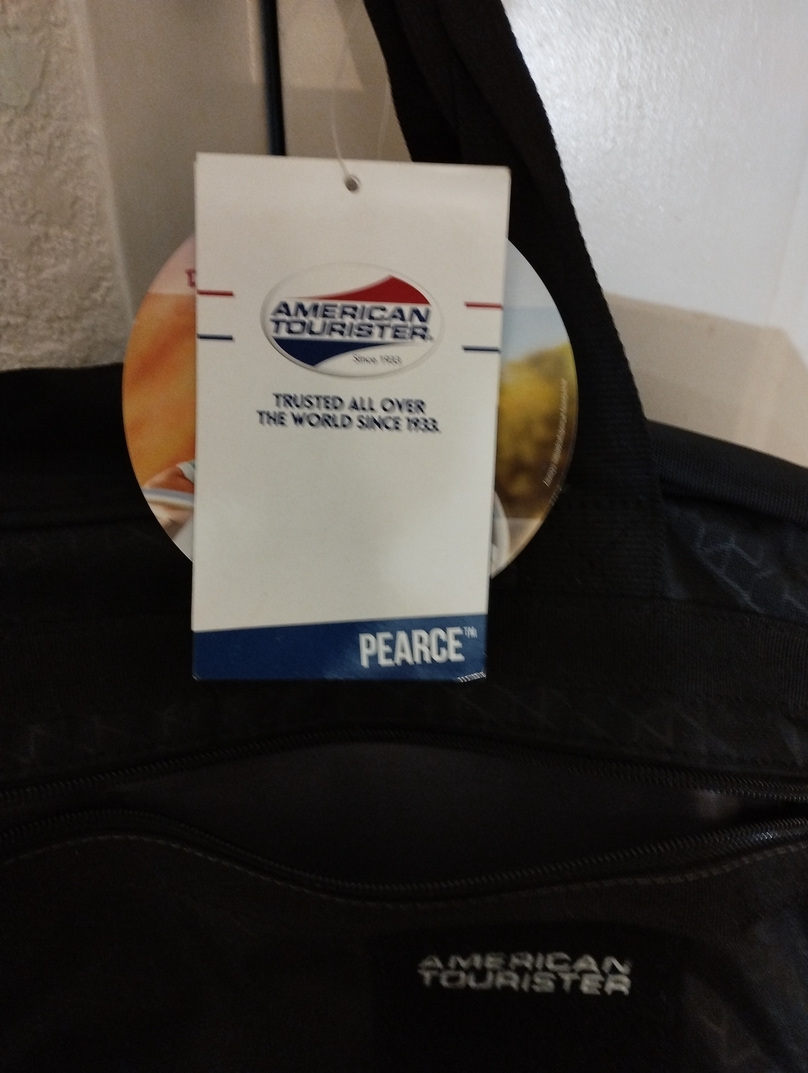 AMERICAN
TOURISTER®
Since 1933
TRUSTED ALL OVER
THE WORLD SINCE 1933.
PEARCE™
AMERICAN
TOURISTER